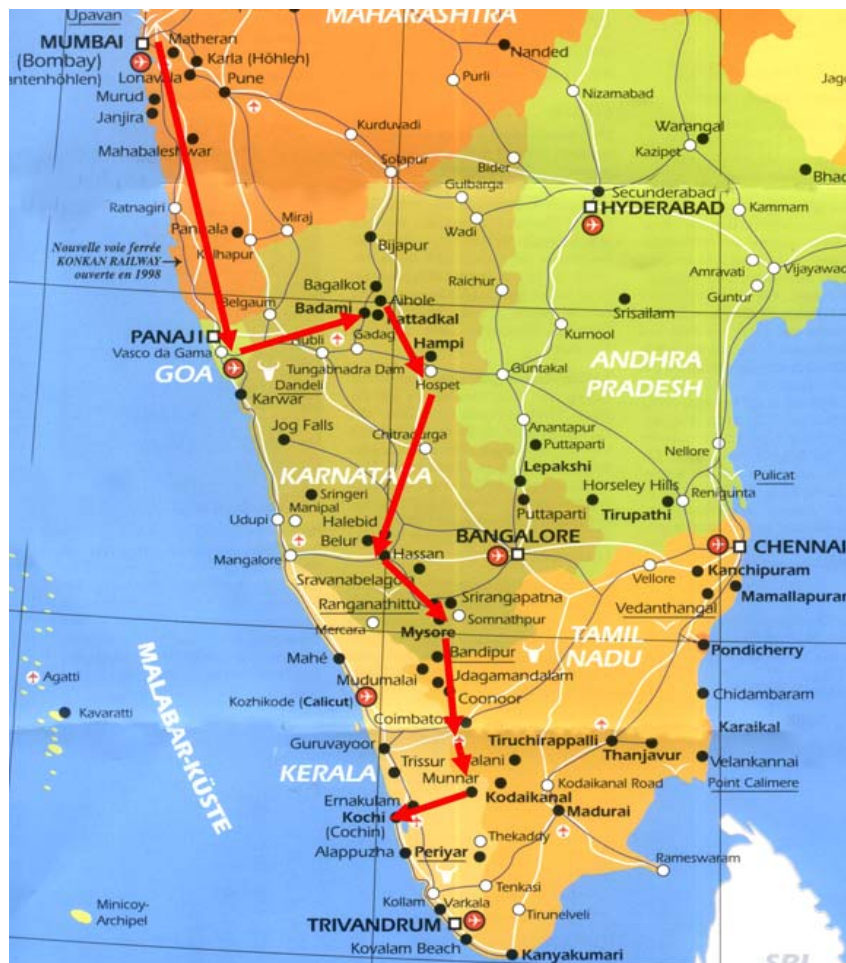 MAHARASHTRA
Upavan
MUMBAI
(Bombay)
antenhöhlen)
Matheran
Karla (Höhlen)
Lonavala
Pune
Murud
Janjira
Mahabaleshwar
Nanded
Purli
Nizamabad
Kurduvadi
Solapur
Bider
Warangal
Kazipet
Secunderabad
HYDERABAD
Kammam
Gulbarga
Wadi
Ratnagiri
Miraj
Kolhapur
Nouvelle voie ferrée
KONKAN RAILWAY
ouverte en 1998
Bijapur
Bagalkot
Aihole
Raichur
Amravati
Vijayawad
Guntur
Srisailam
Belgaum
Badami
Pattadkal
PANAJI
Hubli
Gadag
Hampi
Kurnool
Vasco da Gama
GOA
Tungabnadra Dam
Dandeli
Hospet
Guntakal
ANDHRA
PRADESH
Karwar
Jog Falls
Chitradurga
Anantapur
Puttaparti
Nellore
KARNATAKA
Lepakshi
Horseley Hills
Pulicat
Renigunta
Sringeri
Manipal
Puttaparti
Tirupathi
Udupi
Halebid
Belur
BANGALORE
CHENNAI
Mangalore
Hassan
Vellore
Kanchipuram
Sravanabelagola
Mamallapuram
Ranganathittu
Srirangapatna
Vedanthangal
Somnathpur
Mercara
Mysore
TAMIL
NADU
Pondicherry
Mahé
Bandipur
Mudumalai
Udagamandalam
Agatti
Kavaratti
MALABAR-KÜSTE
Kozhikode (Calicut)
Coonoor
Chidambaram
Coimbato
Karaikal
Guruvayoor
Tiruchirappalli
Thanjavur
Velankannai
Trissur
Palani
KERALA
Munnar
Kodaikanal Road
Point Calimere
Ernakulam
Kodaikanal
Kochi
(Cochin)
Madurai
Alappuzha
Periyar
Thekaddy
Rameswaram
Minicoy-
Archipel
Kollam
Tenkasi
Varkala
Tirunelveli
TRIVANDRUM
Kovalam Beach
Kanyakumari
SRI